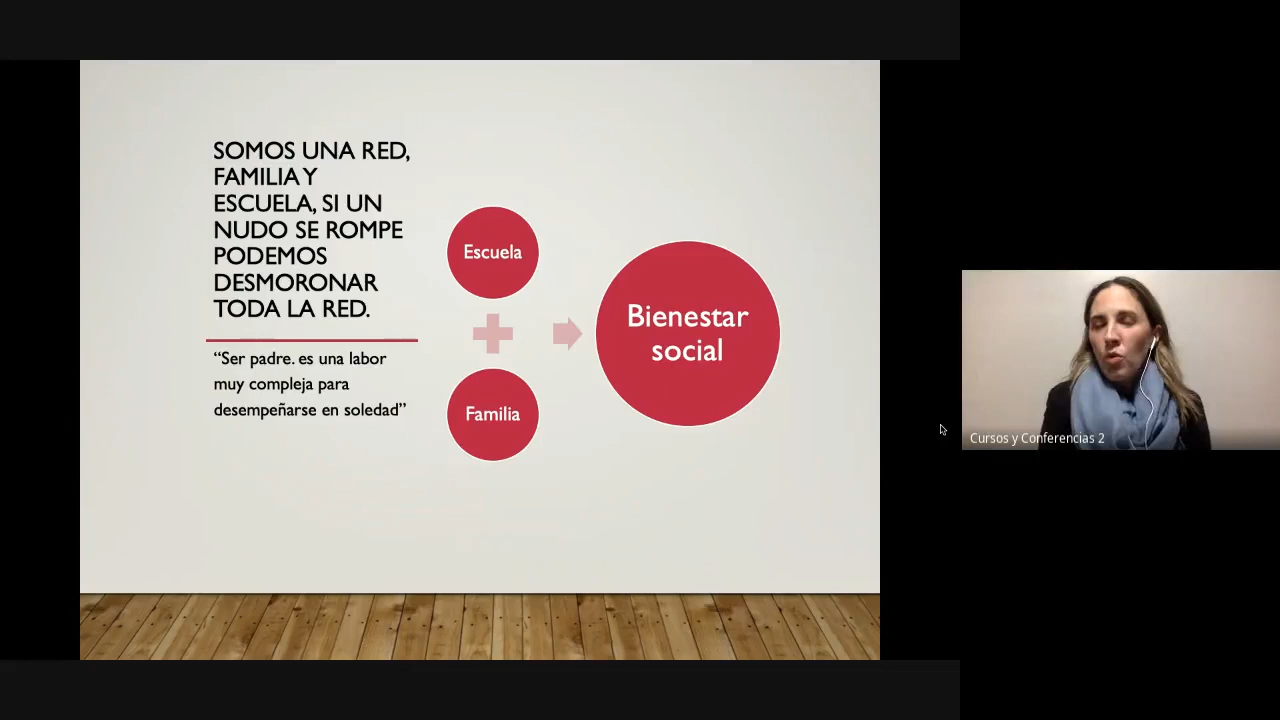 SOMOS UNA RED,
FAMILIA Y
ESCUELA, SI UN
NUDO SE ROMPE
PODEMOS
DESMORONAR
TODA LA RED.
“Ser padre. es una labor
muy compleja para
desempeñarse en soledad”
Escuela
Familia
Bienestar
social
Cursos y Conferencias 2